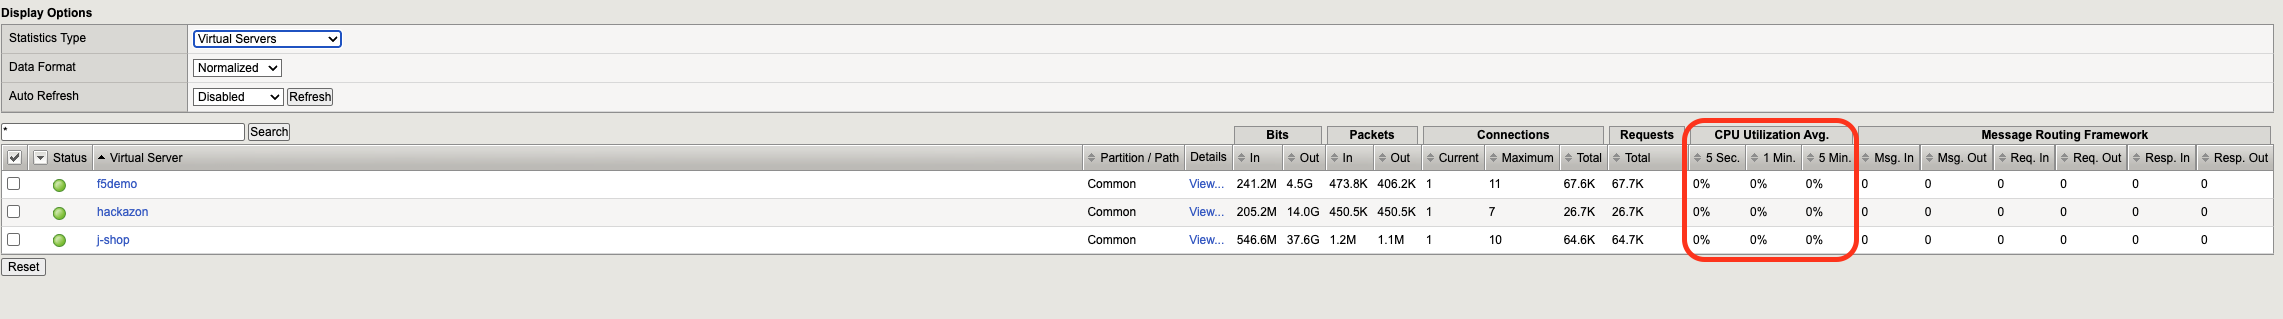 Display Options
Statistics Type Virtual Servers
Data Format Normalized
Auto Refresh Disabled Refresh
* Search Bits Packets Connections Requests CPU Utilization Avg. Message Routing Framework
Status Virtual Server Partition / Path Details In Out In Out Current Maximum Total Total 5 Sec. 1 Min. 5 Min. Msg. In Msg. Out Req. In Req. Out Resp. In Resp. Out
f5demo Common View... 241.2M 4.5G 473.8K 406.2K 1 11 67.6K 67.7K 0% 0% 0% 0 0 0 0 0 0
hackazon Common View... 205.2M 14.0G 450.5K 450.5K 1 7 26.7K 26.7K 0% 0% 0% 0 0 0 0 0 0
j-shop Common View... 546.6M 37.6G 1.2M 1.1M 1 10 64.6K 64.7K 0% 0% 0% 0 0 0 0 0 0
Reset